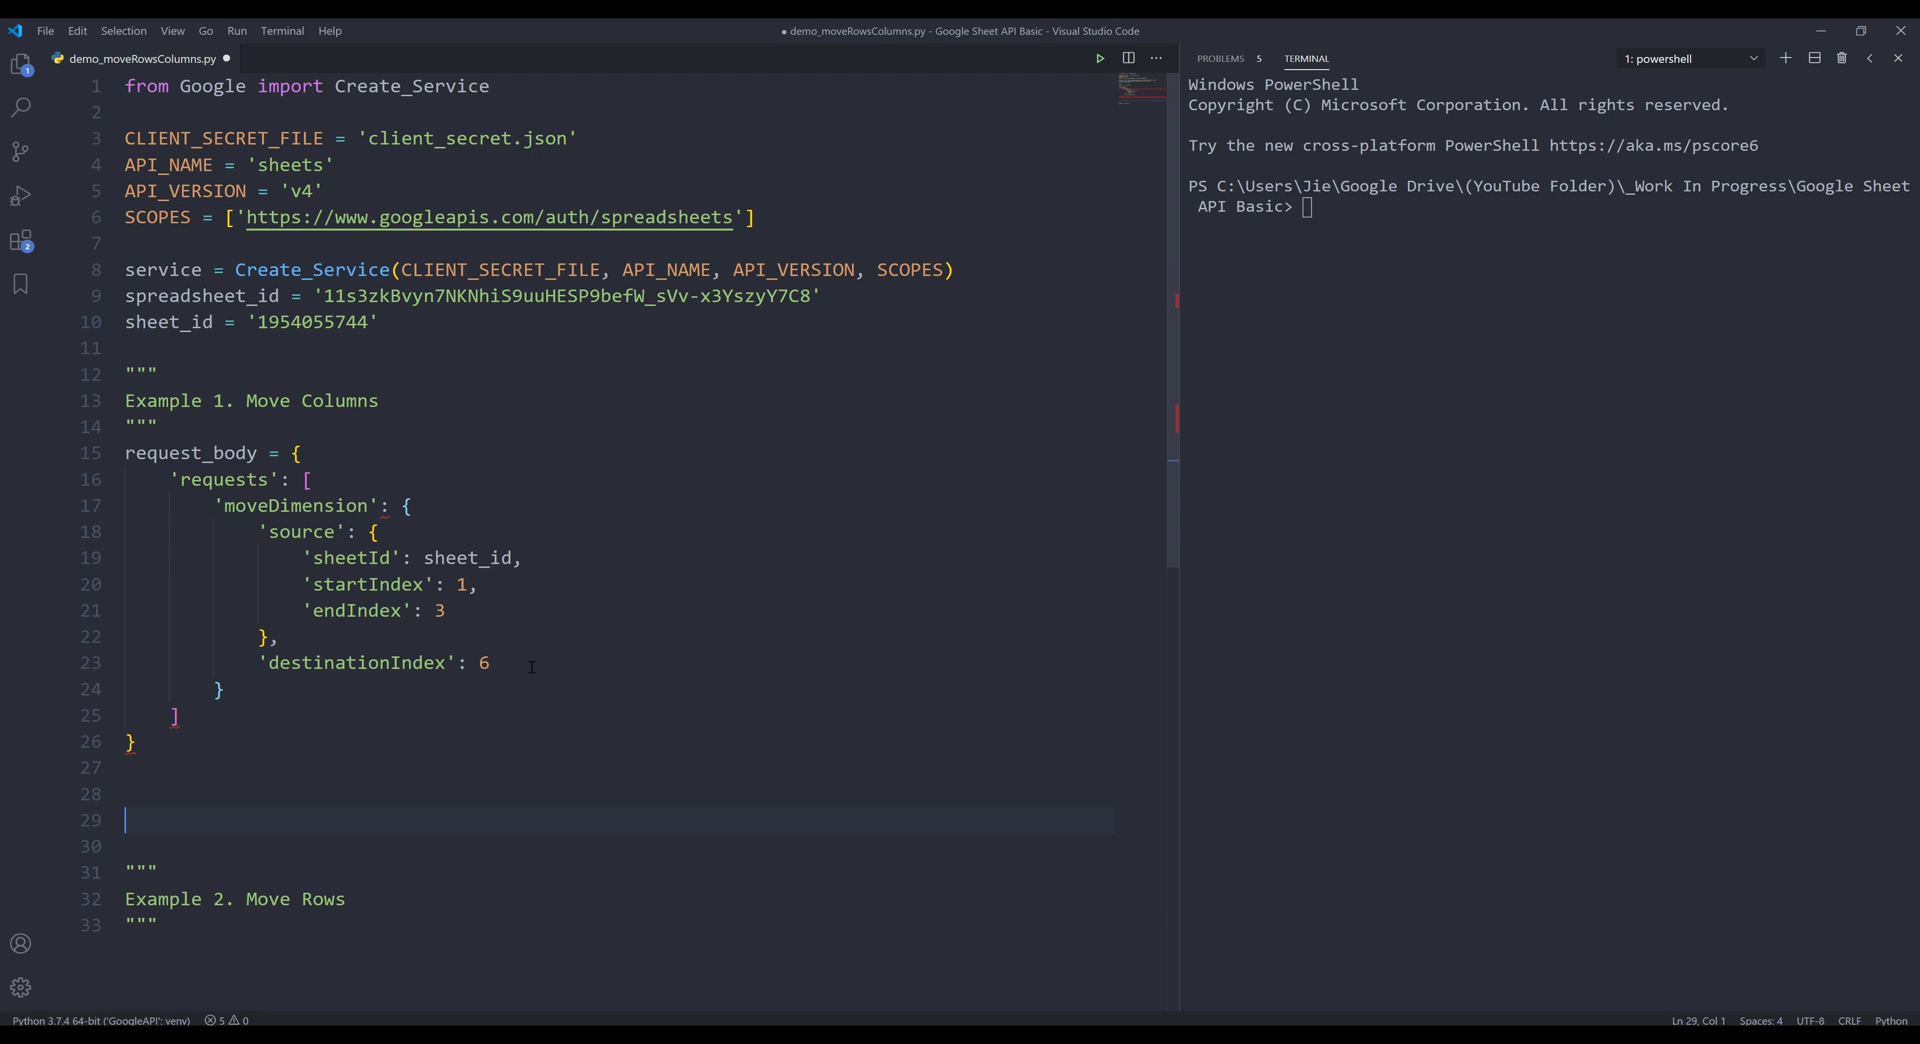 File Edit Selection View Go Run Terminal Help
● demo_moveRowsColumns.py - Google Sheet API Basic - Visual Studio Code
demo_moveRowsColumns.py
1 from Google import Create_Service
2
3 CLIENT_SECRET_FILE = 'client_secret.json'
4 API_NAME = 'sheets'
5 API_VERSION = 'v4'
6 SCOPES = ['https://www.googleapis.com/auth/spreadsheets']
7
8 service = Create_Service(CLIENT_SECRET_FILE, API_NAME, API_VERSION, SCOPES)
9 spreadsheet_id = '11s3zkBvyn7NKNhiS9uuHESP9befW_sVv-x3YszyY7C8'
10 sheet_id = '1954055744'
11
12 """
13 Example 1. Move Columns
14 """
15 request_body = {
16     'requests': [
17         'moveDimension': {
18             'source': {
19                 'sheetId': sheet_id,
20                 'startIndex': 1,
21                 'endIndex': 3
22             },
23             'destinationIndex': 6
24         }
25     ]
26 }
27
28
29
30
31 """
32 Example 2. Move Rows
33 """
PROBLEMS 5 TERMINAL 1: powershell
Windows PowerShell
Copyright (C) Microsoft Corporation. All rights reserved.
Try the new cross-platform PowerShell https://aka.ms/pscore6
PS C:\Users\Jie\Google Drive\(YouTube Folder)\_Work In Progress\Google Sheet
API Basic>
1
2
Python 3.7.4 64-bit ('GoogleAPI': venv) 5 0
Ln 29, Col 1 Spaces: 4 UTF-8 CRLF Python